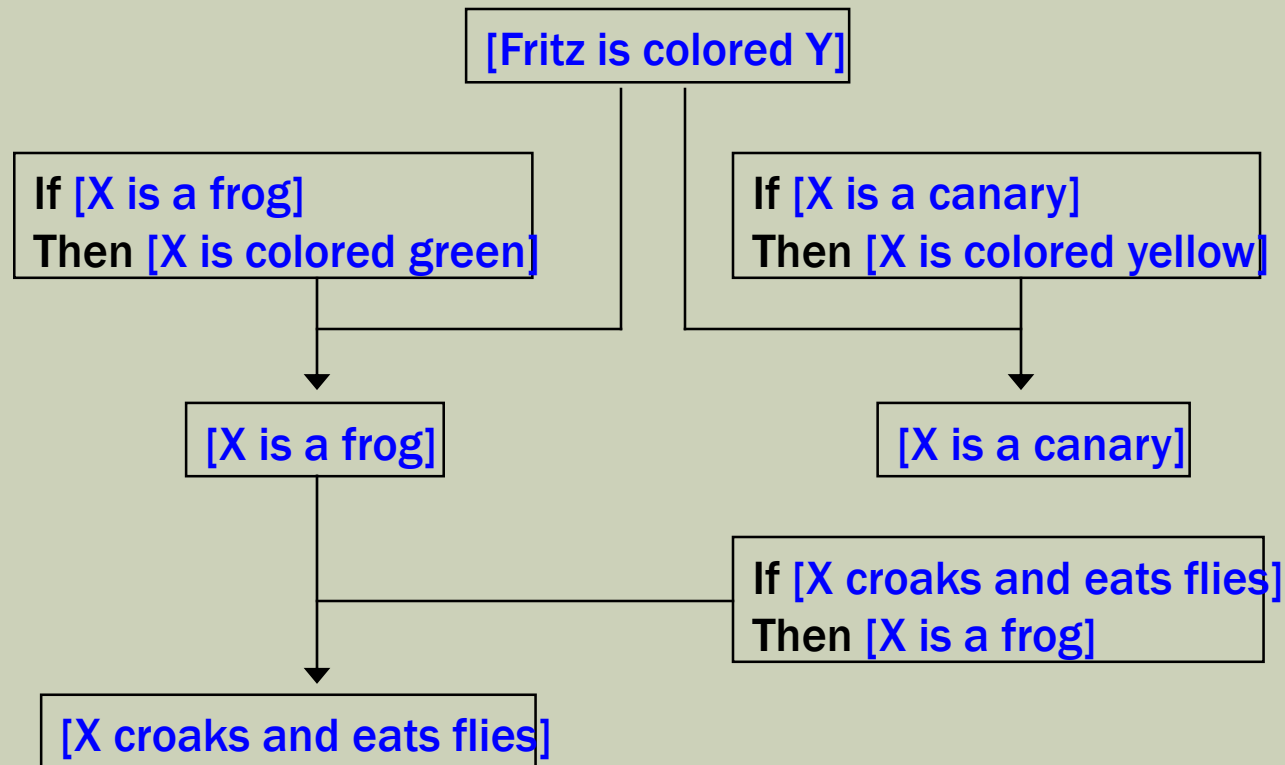 [Fritz is colored Y]
If [X is a frog]
Then [X is colored green]
If [X is a canary]
Then [X is colored yellow]
[X is a frog]
[X is a canary]
If [X croaks and eats flies]
Then [X is a frog]
[X croaks and eats flies]